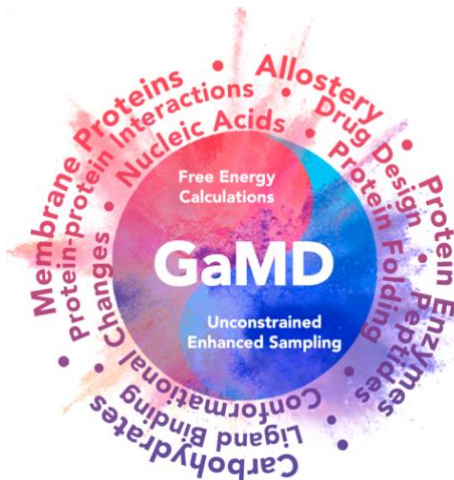 Membrane Proteins • Allostery • Protein Enzymes • Carbohydrates •
Protein-protein Interactions • Drug Design • Peptides • Ligand Binding •
Nucleic Acids • Protein Folding • Conformational Changes •
Free Energy
Calculations
GaMD
Unconstrained
Enhanced Sampling